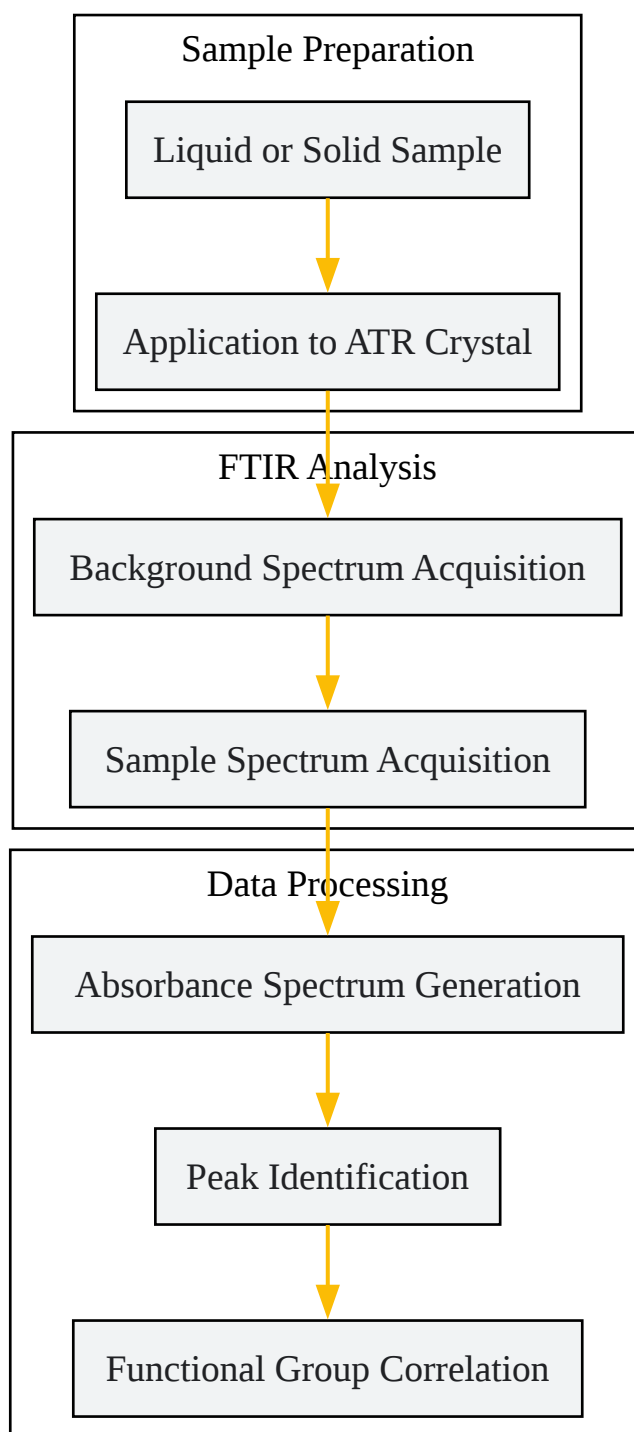 Sample Preparation
Liquid or Solid Sample
Application to ATR Crystal
FTIR Analysis
Background Spectrum Acquisition
Sample Spectrum Acquisition
Data Processing
Absorbance Spectrum Generation
Peak Identification
Functional Group Correlation